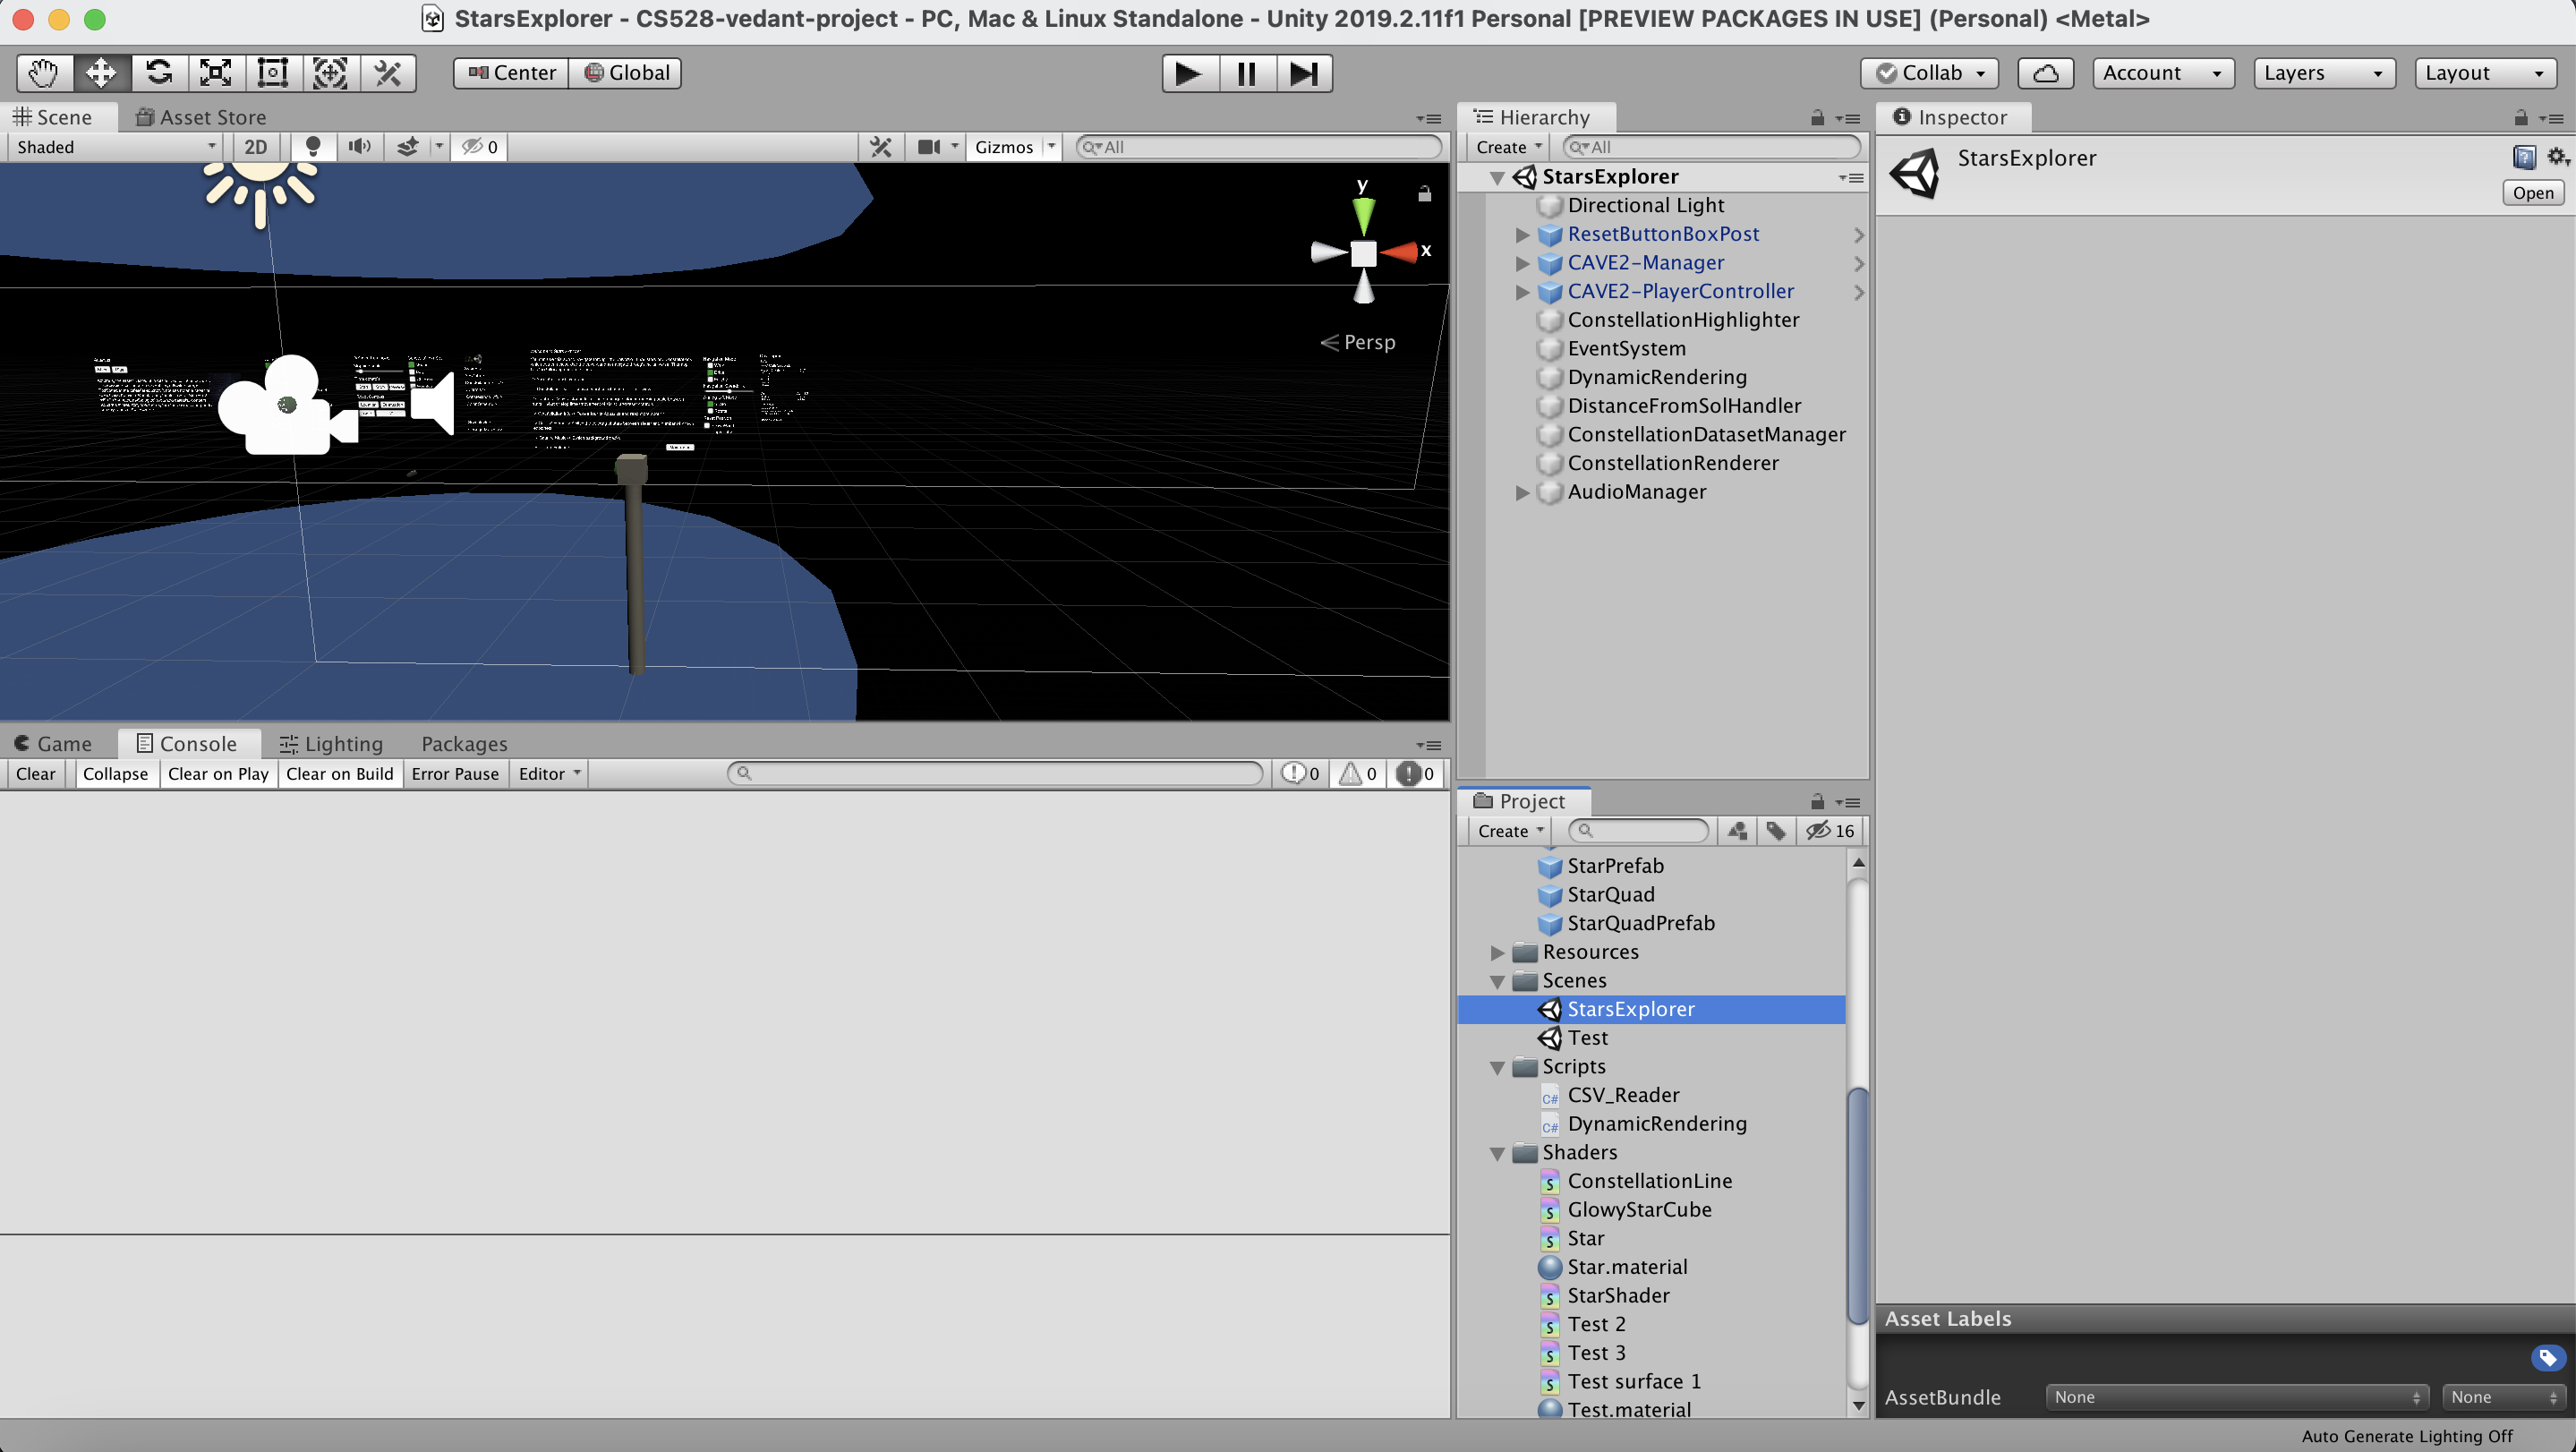 StarsExplorer - CS528-vedant-project - PC, Mac & Linux Standalone - Unity 2019.2.11f1 Personal [PREVIEW PACKAGES IN USE] (Personal) <Metal>
Center Global Collab Account Layers Layout
Scene Asset Store
Shaded 2D 0 Gizmos All
y
x
Persp
Hierarchy
Create All
StarsExplorer
Directional Light
ResetButtonBoxPost
CAVE2-Manager
CAVE2-PlayerController
ConstellationHighlighter
EventSystem
DynamicRendering
DistanceFromSolHandler
ConstellationDatasetManager
ConstellationRenderer
AudioManager
Inspector
StarsExplorer
Open
Game Console Lighting Packages
Clear Collapse Clear on Play Clear on Build Error Pause Editor 0 0 0
Project
Create 16
StarPrefab
StarQuad
StarQuadPrefab
Resources
Scenes
StarsExplorer
Test
Scripts
C# CSV_Reader
C# DynamicRendering
Shaders
S ConstellationLine
S GlowyStarCube
S Star
Star.material
S StarShader
S Test 2
S Test 3
S Test surface 1
Test.material
Asset Labels
AssetBundle None None
Auto Generate Lighting Off